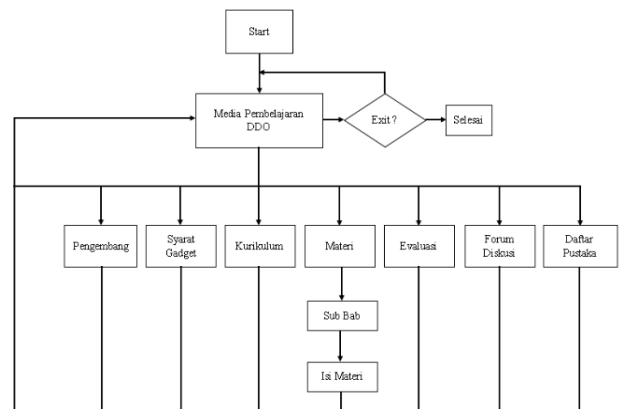 Start
Media Pembelajaran
DDO
Exit?
Selesai
Pengembang
Syarat
Gadget
Kurikulum
Materi
Evaluasi
Forum
Diskusi
Daftar
Pustaka
Sub Bab
Isi Materi